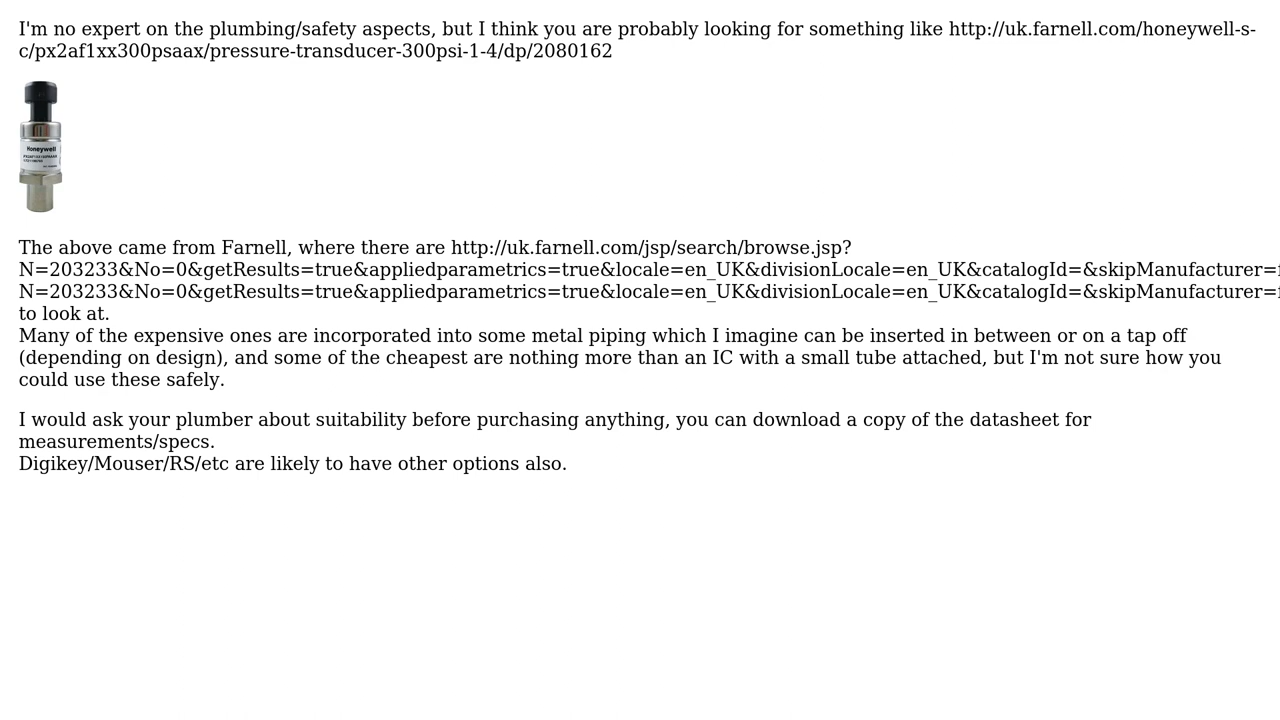 I'm no expert on the plumbing/safety aspects, but I think you are probably looking for something like http://uk.farnell.com/honeywell-s-
c/px2af1xx300psaax/pressure-transducer-300psi-1-4/dp/2080162
Honeywell
The above came from Farnell, where there are http://uk.farnell.com/jsp/search/browse.jsp?
N=203233&No=0&getResults=true&appliedparametrics=true&locale=en_UK&divisionLocale=en_UK&catalogId=&skipManufacturer=f
N=203233&No=0&getResults=true&appliedparametrics=true&locale=en_UK&divisionLocale=en_UK&catalogId=&skipManufacturer=f
to look at.
Many of the expensive ones are incorporated into some metal piping which I imagine can be inserted in between or on a tap off
(depending on design), and some of the cheapest are nothing more than an IC with a small tube attached, but I'm not sure how you
could use these safely.
I would ask your plumber about suitability before purchasing anything, you can download a copy of the datasheet for
measurements/specs.
Digikey/Mouser/RS/etc are likely to have other options also.